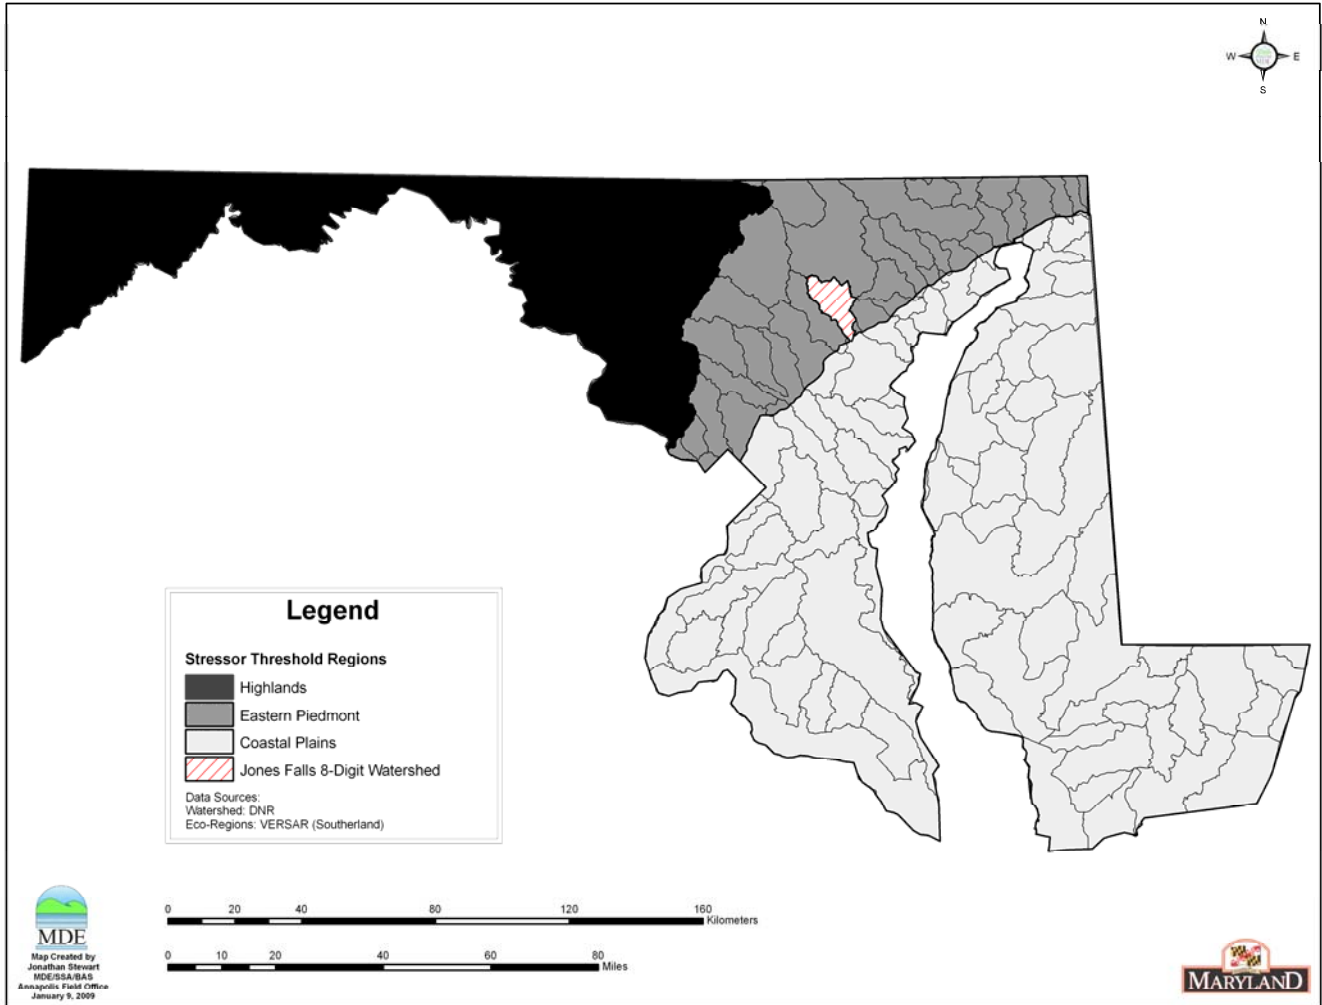 N
W E
S
Legend
Stressor Threshold Regions
Highlands
Eastern Piedmont
Coastal Plains
Jones Falls 8-Digit Watershed
Data Sources:
Watershed: DNR
Eco-Regions: VERSAR (Southerland)
0 20 40 80 120 160
Kilometers
0 10 20 40 60 80
Miles
MDE
Map Created by
Jonathan Stewart
MDE/SSA/BAS
Annapolis Field Office
January 9, 2009
MARYLAND